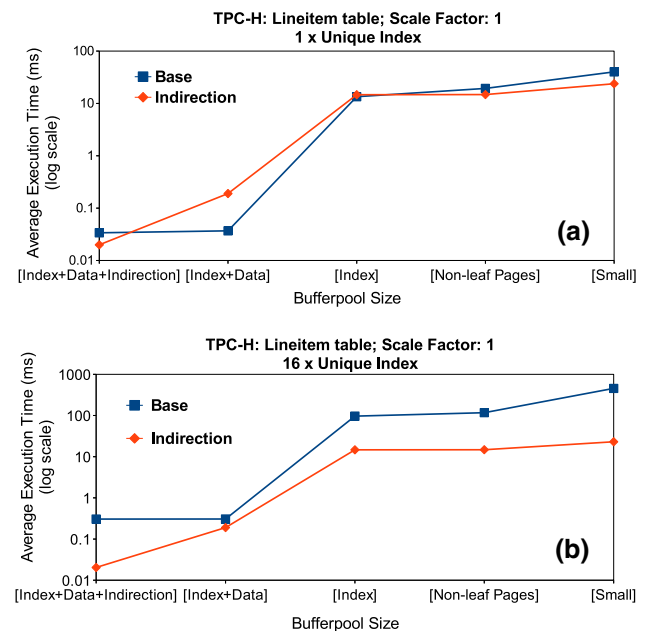 TPC-H: Lineitem table; Scale Factor: 1
1 x Unique Index
Average Execution Time (ms)
(log scale)
100
10
1
0.1
0.01
Base
Indirection
(a)
[Index+Data+Indirection]
[Index+Data]
[Index]
[Non-leaf Pages]
[Small]
Bufferpool Size
TPC-H: Lineitem table; Scale Factor: 1
16 x Unique Index
Average Execution Time (ms)
(log scale)
1000
100
10
1
0.1
0.01
Base
Indirection
(b)
[Index+Data+Indirection]
[Index+Data]
[Index]
[Non-leaf Pages]
[Small]
Bufferpool Size